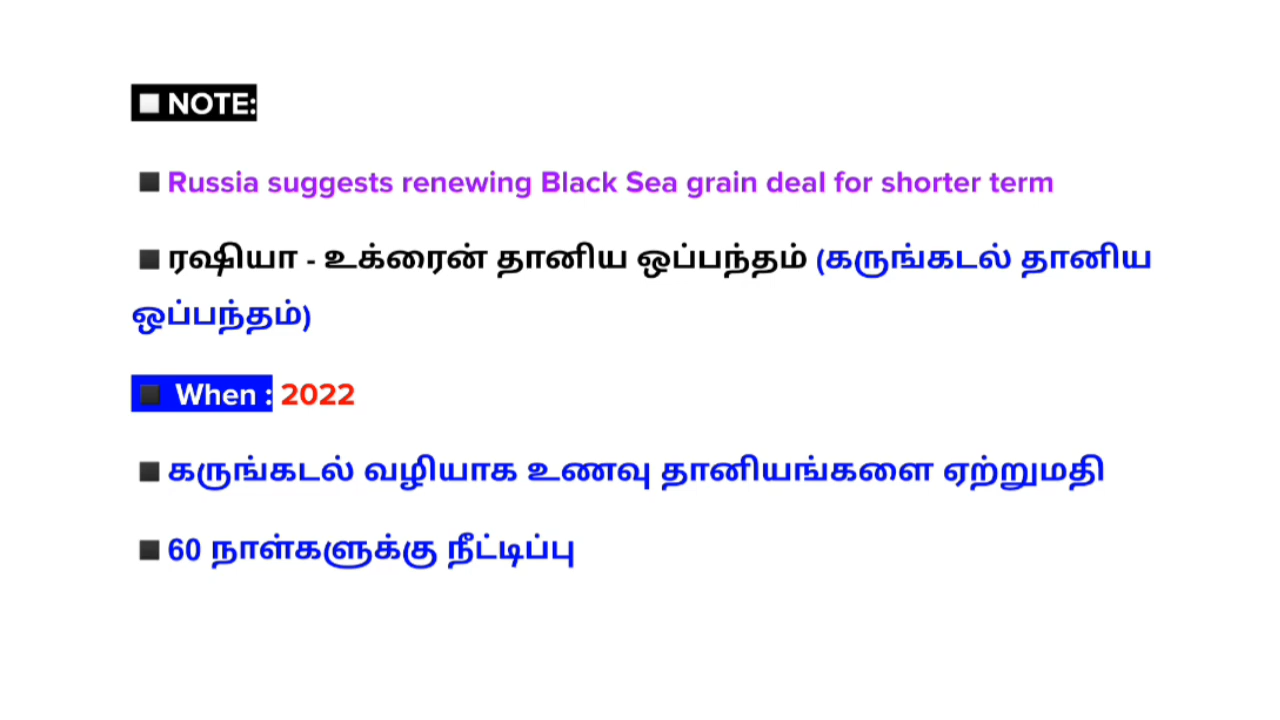 ◻ NOTE:
◾ Russia suggests renewing Black Sea grain deal for shorter term
◾ ரஷியா - உக்ரைன் தானிய ஒப்பந்தம் (கருங்கடல் தானிய
ஒப்பந்தம்)
◾ When : 2022
◾ கருங்கடல் வழியாக உணவு தானியங்களை ஏற்றுமதி
◾ 60 நாள்களுக்கு நீட்டிப்பு